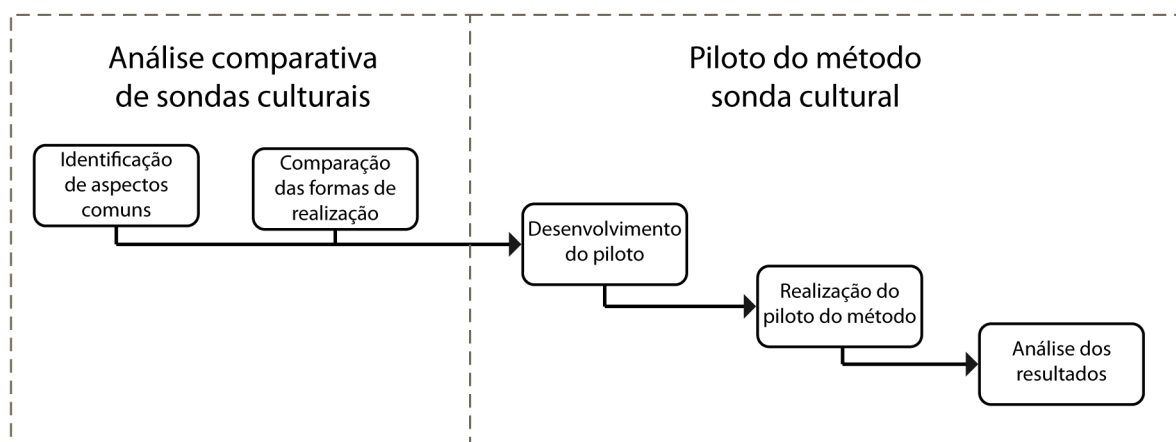 Análise comparativa
de sondas culturais
Piloto do método
sonda cultural
Identificação
de aspectos
comuns
Comparação
das formas de
realização
Desenvolvimento
do piloto
Realização do
piloto do método
Análise dos
resultados